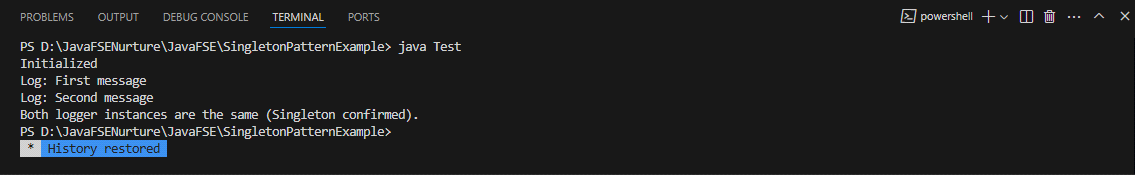 PROBLEMS OUTPUT DEBUG CONSOLE TERMINAL PORTS powershell
PS D:\JavaFSENurture\JavaFSE\SingletonPatternExample> java Test
Initialized
Log: First message
Log: Second message
Both logger instances are the same (Singleton confirmed).
PS D:\JavaFSENurture\JavaFSE\SingletonPatternExample>
* History restored